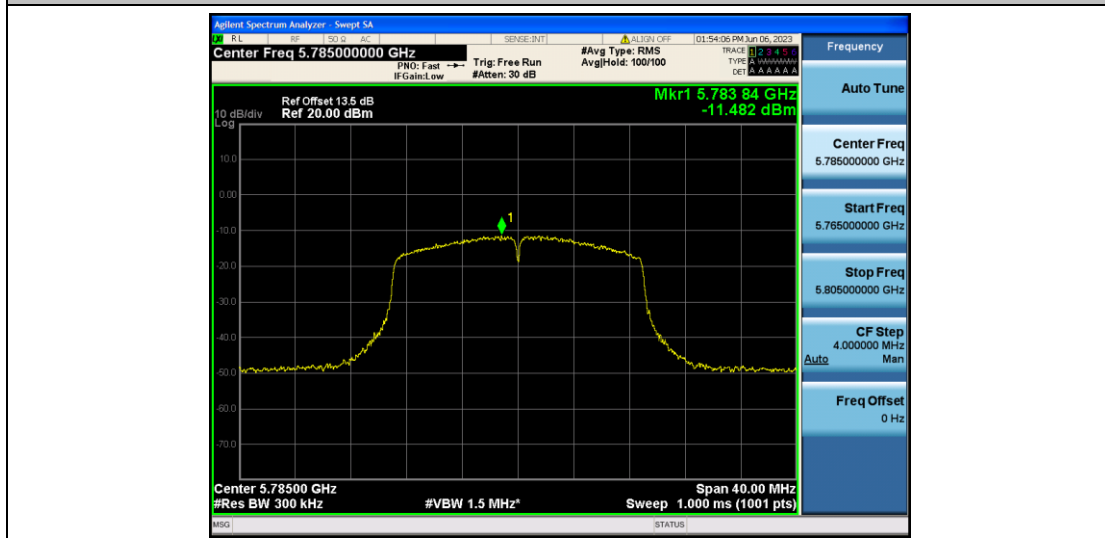 Agilent Spectrum Analyzer - Swept SA
RL RF 50 Ω AC SENSE:INT ALIGN OFF 01:54:06 PM Jun 06, 2023
Center Freq 5.785000000 GHz
PNO: Fast
IFGain:Low
Trig: Free Run
#Atten: 30 dB
#Avg Type: RMS
Avg|Hold: 100/100
TRACE 1 2 3 4 5 6
TYPE A WWWWW
DET A A A A A A
Mkr1 5.783 84 GHz
-11.482 dBm
Ref Offset 13.5 dB
10 dB/div Ref 20.00 dBm
Log
10.0
0.00
-10.0
-20.0
-30.0
-40.0
-50.0
-60.0
-70.0
1
Center 5.78500 GHz Span 40.00 MHz
#Res BW 300 kHz #VBW 1.5 MHz* Sweep 1.000 ms (1001 pts)
MSG STATUS
Frequency
Auto Tune
Center Freq
5.785000000 GHz
Start Freq
5.765000000 GHz
Stop Freq
5.805000000 GHz
CF Step
4.000000 MHz
Auto Man
Freq Offset
0 Hz